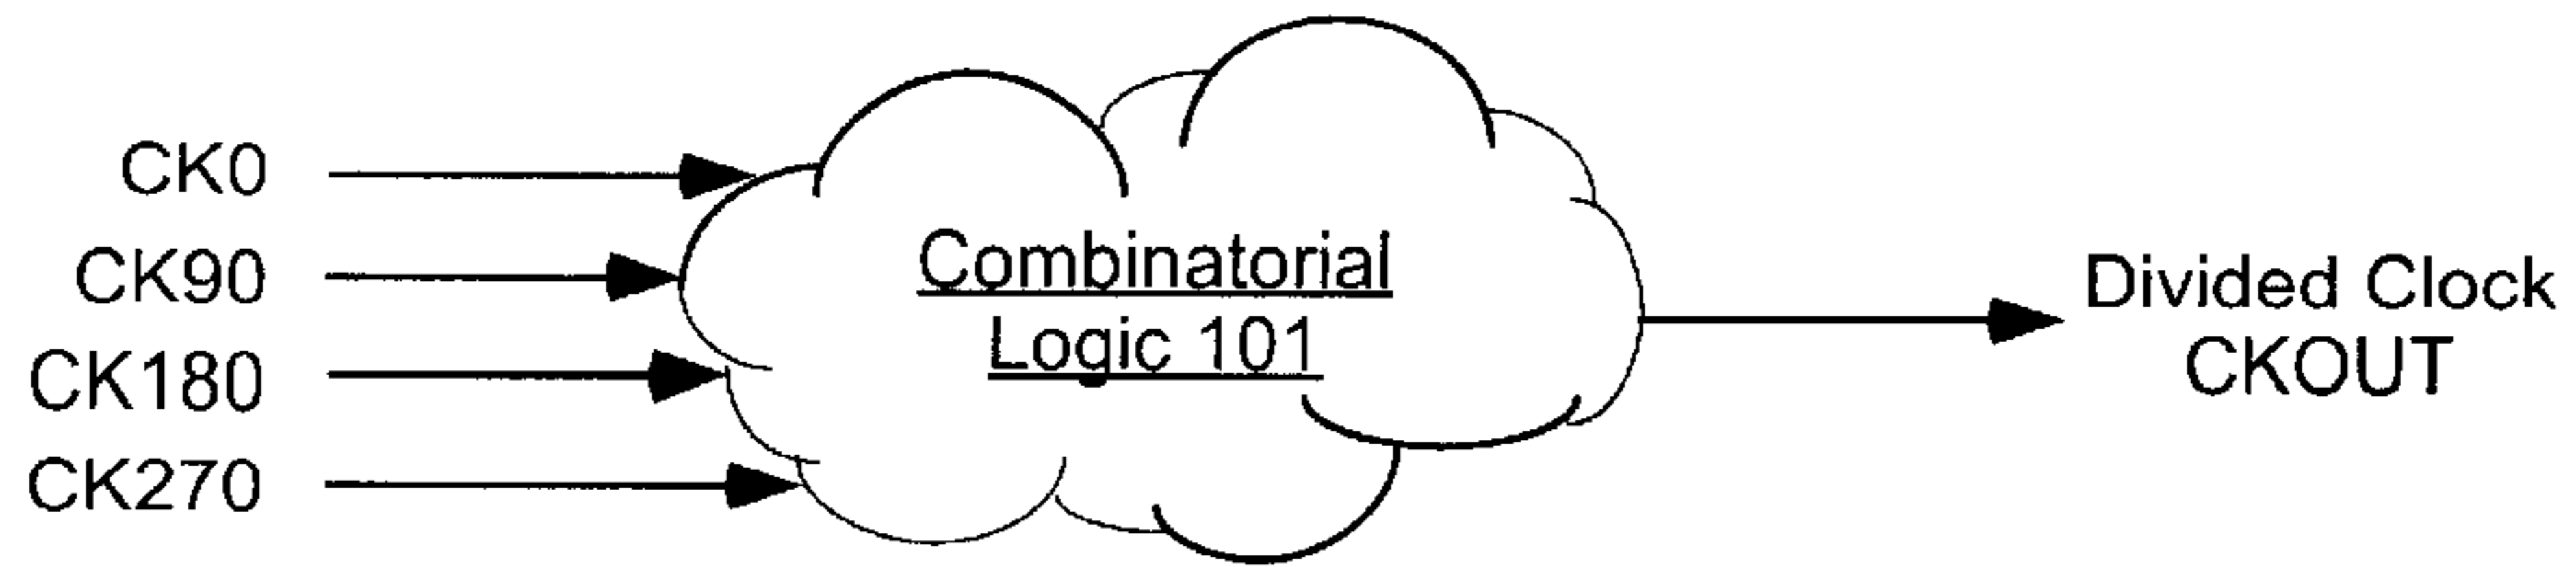 CK0
CK90
CK180
CK270
Combinatorial
Logic 101
Divided Clock
CKOUT